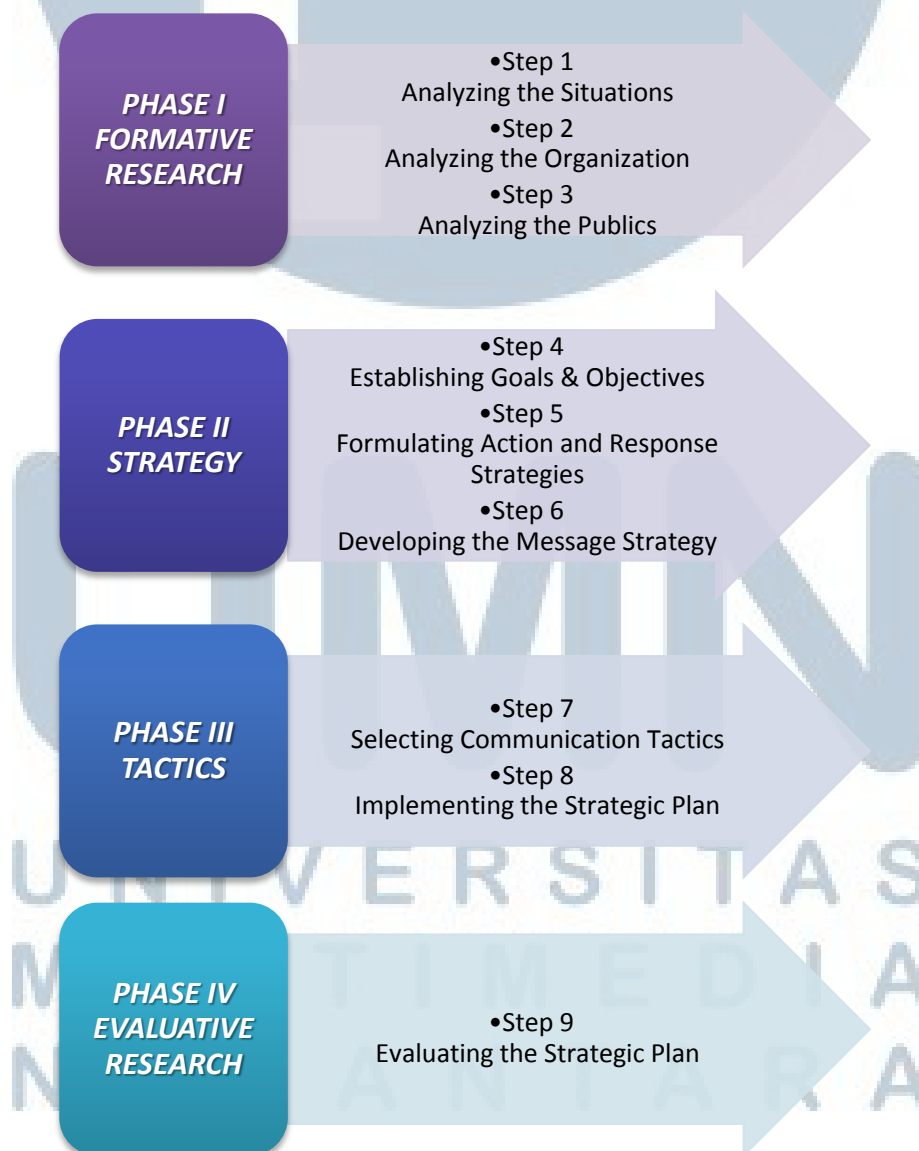 PHASE I
FORMATIVE
RESEARCH
•Step 1
Analyzing the Situations
•Step 2
Analyzing the Organization
•Step 3
Analyzing the Publics
PHASE II
STRATEGY
•Step 4
Establishing Goals & Objectives
•Step 5
Formulating Action and Response
Strategies
•Step 6
Developing the Message Strategy
PHASE III
TACTICS
•Step 7
Selecting Communication Tactics
•Step 8
Implementing the Strategic Plan
PHASE IV
EVALUATIVE
RESEARCH
•Step 9
Evaluating the Strategic Plan
UMN
UNIVERSITAS